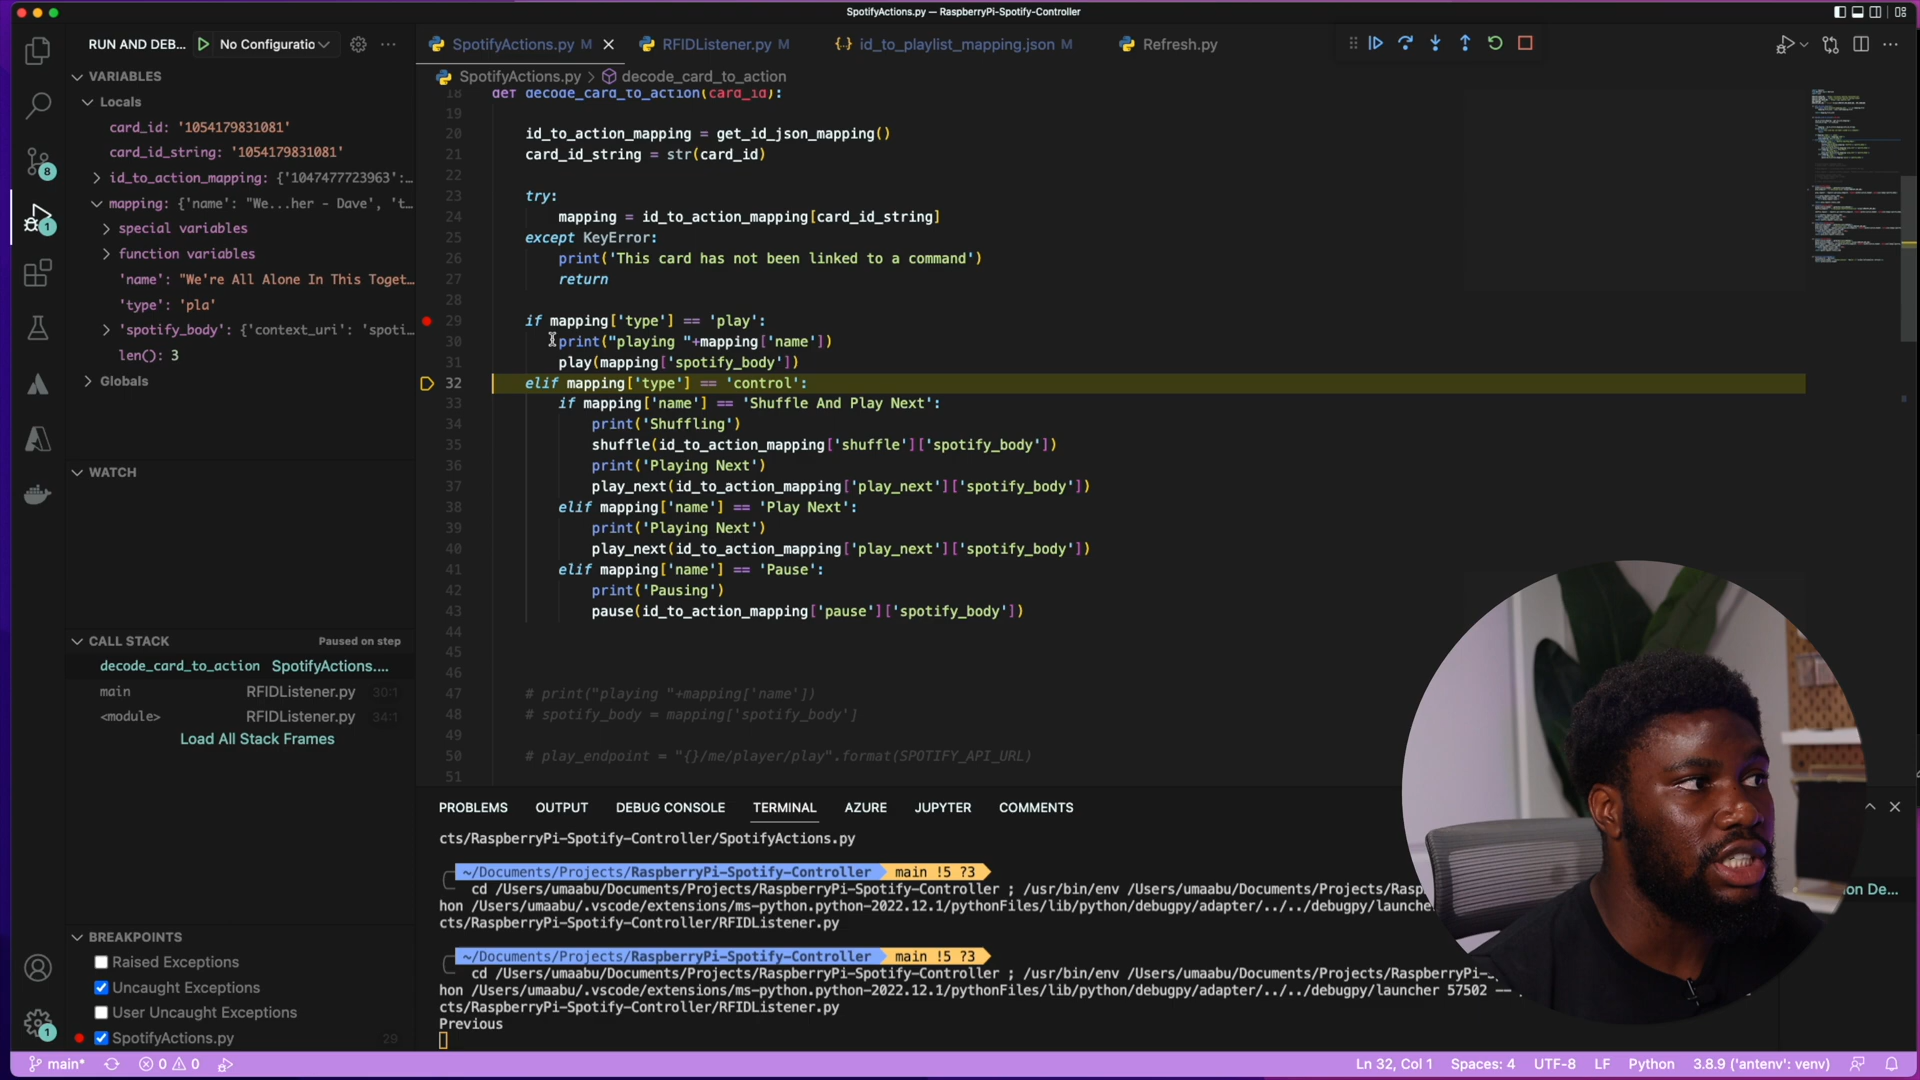 SpotifyActions.py — RaspberryPi-Spotify-Controller
RUN AND DEB... No Configuratio
SpotifyActions.py M
RFIDListener.py M
id_to_playlist_mapping.json M
Refresh.py
SpotifyActions.py > decode_card_to_action
VARIABLES
Locals
card_id: '1054179831081'
card_id_string: '1054179831081'
id_to_action_mapping: {'1047477723963':...
mapping: {'name': "We...her - Dave", 't...
special variables
function variables
'name': "We're All Alone In This Toget...
'type': 'pla'
'spotify_body': {'context_uri': 'spoti...
len(): 3
Globals
WATCH
CALL STACK Paused on step
decode_card_to_action SpotifyActions....
main RFIDListener.py 30:1
<module> RFIDListener.py 34:1
Load All Stack Frames
BREAKPOINTS
Raised Exceptions
Uncaught Exceptions
User Uncaught Exceptions
SpotifyActions.py 29
8
1
1
18 def decode_card_to_action(card_id):
19
20 id_to_action_mapping = get_id_json_mapping()
21 card_id_string = str(card_id)
22
23 try:
24 mapping = id_to_action_mapping[card_id_string]
25 except KeyError:
26 print('This card has not been linked to a command')
27 return
28
29 if mapping['type'] == 'play':
30 print("playing "+mapping['name'])
31 play(mapping['spotify_body'])
32 elif mapping['type'] == 'control':
33 if mapping['name'] == 'Shuffle And Play Next':
34 print('Shuffling')
35 shuffle(id_to_action_mapping['shuffle']['spotify_body'])
36 print('Playing Next')
37 play_next(id_to_action_mapping['play_next']['spotify_body'])
38 elif mapping['name'] == 'Play Next':
39 print('Playing Next')
40 play_next(id_to_action_mapping['play_next']['spotify_body'])
41 elif mapping['name'] == 'Pause':
42 print('Pausing')
43 pause(id_to_action_mapping['pause']['spotify_body'])
44
45
46
47 # print("playing "+mapping['name'])
48 # spotify_body = mapping['spotify_body']
49
50 # play_endpoint = "{}/me/player/play".format(SPOTIFY_API_URL)
51
PROBLEMS OUTPUT DEBUG CONSOLE TERMINAL AZURE JUPYTER COMMENTS
cts/RaspberryPi-Spotify-Controller/SpotifyActions.py
~/Documents/Projects/RaspberryPi-Spotify-Controller main !5 ?3
cd /Users/umaabu/Documents/Projects/RaspberryPi-Spotify-Controller ; /usr/bin/env /Users/umaabu/Documents/Projects/Rasp
hon /Users/umaabu/.vscode/extensions/ms-python.python-2022.12.1/pythonFiles/lib/python/debugpy/adapter/../../debugpy/launcher
cts/RaspberryPi-Spotify-Controller/RFIDListener.py
~/Documents/Projects/RaspberryPi-Spotify-Controller main !5 ?3
cd /Users/umaabu/Documents/Projects/RaspberryPi-Spotify-Controller ; /usr/bin/env /Users/umaabu/Documents/Projects/RaspberryPi-
hon /Users/umaabu/.vscode/extensions/ms-python.python-2022.12.1/pythonFiles/lib/python/debugpy/adapter/../../debugpy/launcher 57502 --
cts/RaspberryPi-Spotify-Controller/RFIDListener.py
Previous
on De...
main* 0 0 Ln 32, Col 1 Spaces: 4 UTF-8 LF Python 3.8.9 ('antenv': venv)